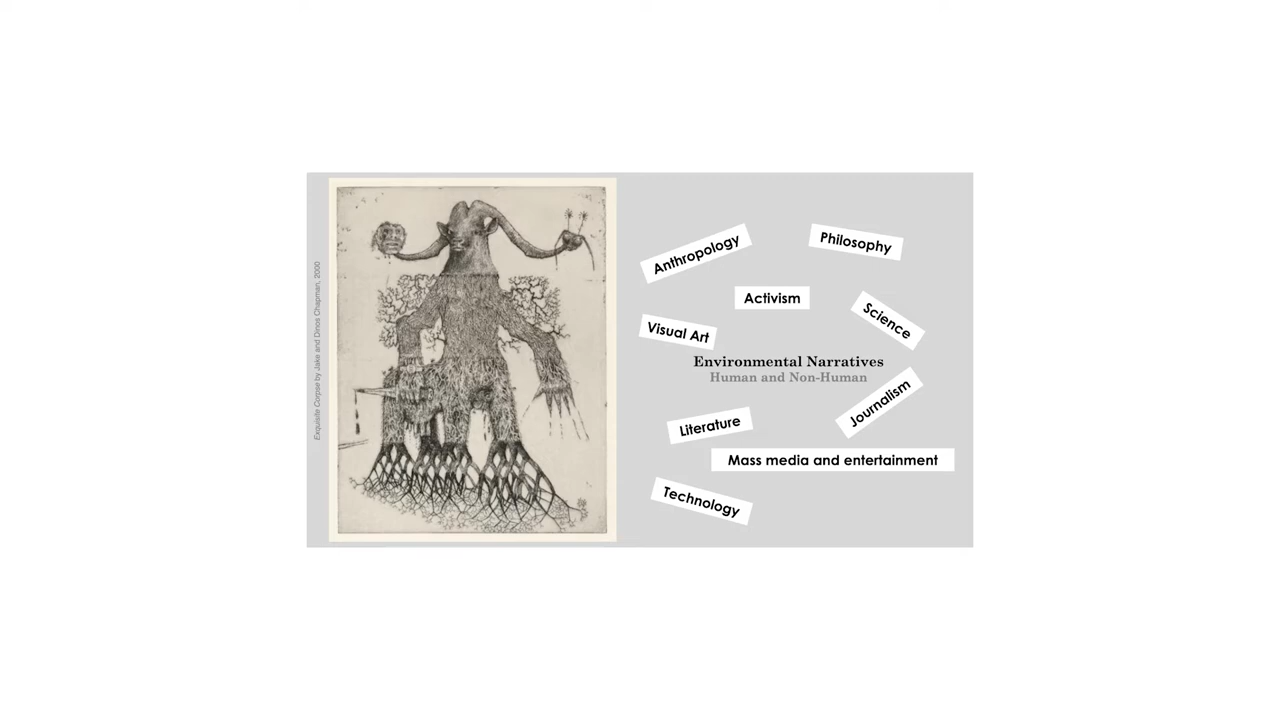 Exquisite Corpse by Jake and Dinos Chapman, 2000
Anthropology
Philosophy
Activism
Science
Visual Art
Environmental Narratives
Human and Non-Human
Journalism
Literature
Mass media and entertainment
Technology